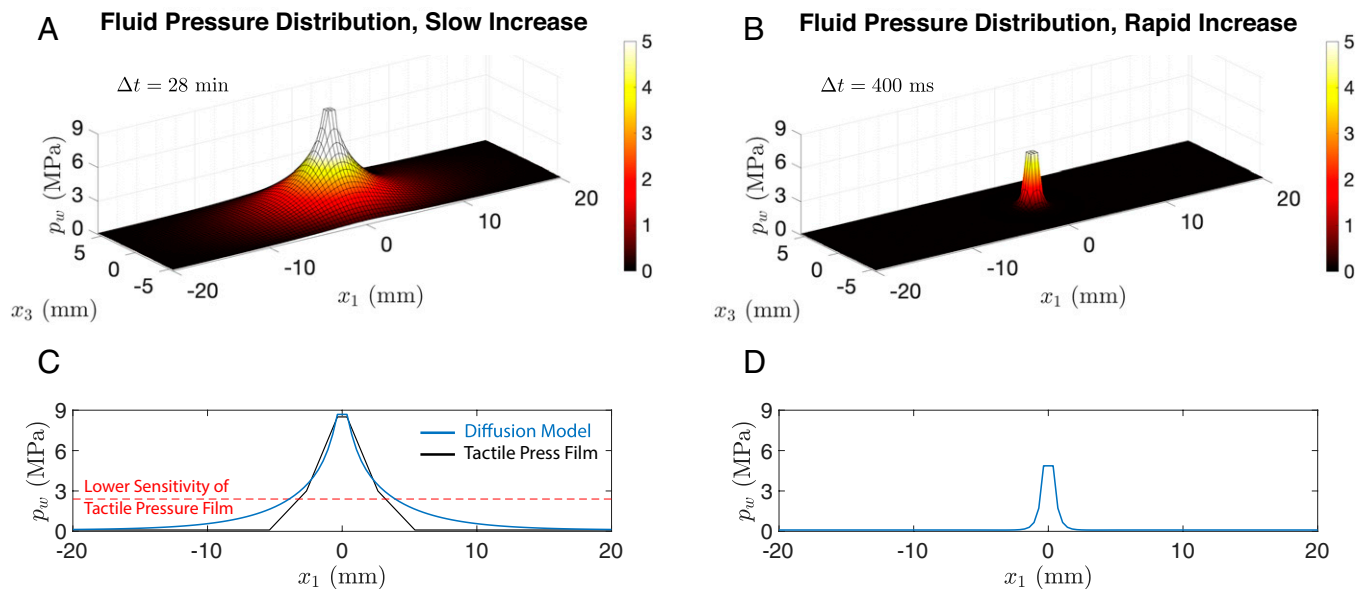 A
Fluid Pressure Distribution, Slow Increase
Δt = 28 min
p_w (MPa)
9
6
3
0
5
0
-5
x_3 (mm)
-20
-10
0
10
20
x_1 (mm)
5
4
3
2
1
0
B
Fluid Pressure Distribution, Rapid Increase
Δt = 400 ms
p_w (MPa)
9
6
3
0
5
0
-5
x_3 (mm)
-20
-10
0
10
20
x_1 (mm)
5
4
3
2
1
0
C
p_w (MPa)
9
6
3
0
Diffusion Model
Tactile Press Film
Lower Sensitivity of
Tactile Pressure Film
-20
-10
0
10
20
x_1 (mm)
D
p_w (MPa)
9
6
3
0
-20
-10
0
10
20
x_1 (mm)